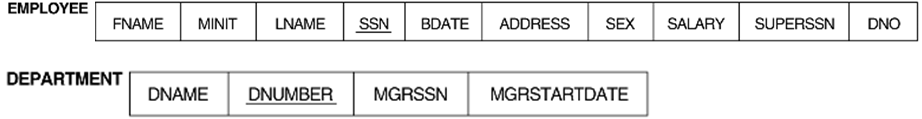 EMPLOYEE
FNAME MINIT LNAME SSN BDATE ADDRESS SEX SALARY SUPERSSN DNO
DEPARTMENT
DNAME DNUMBER MGRSSN MGRSTARTDATE